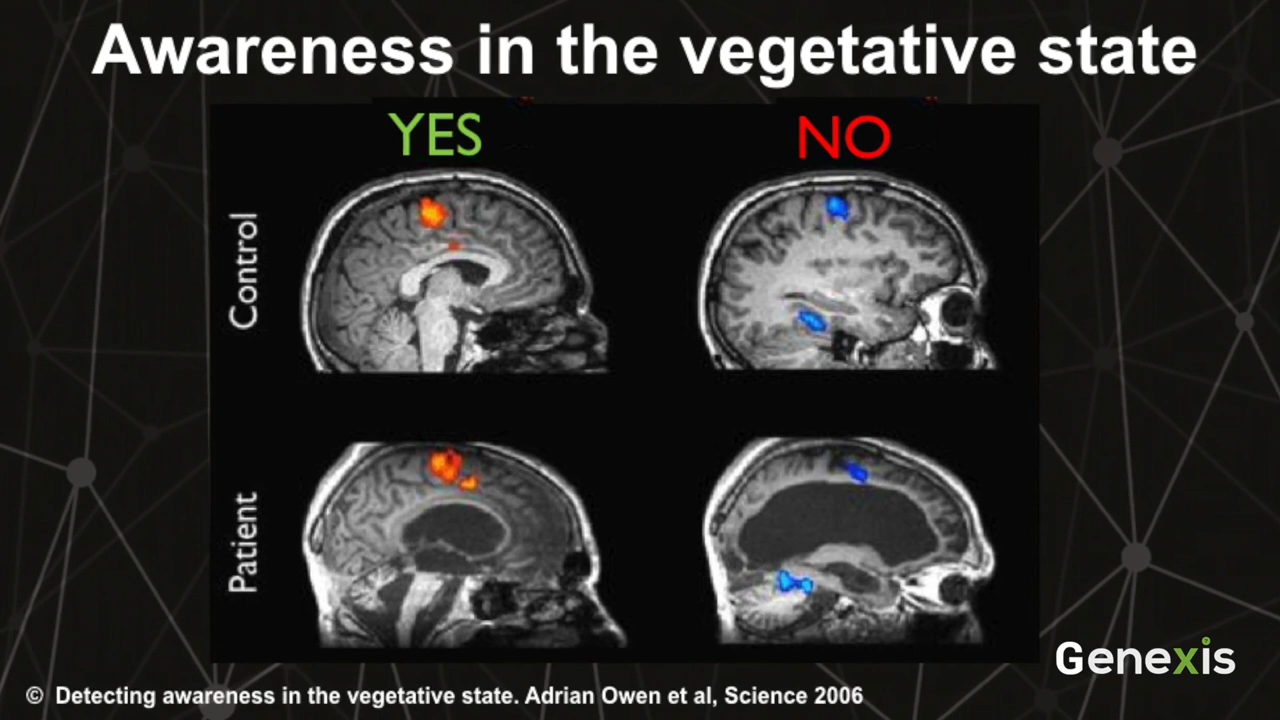 Awareness in the vegetative state
YES
NO
Control
Patient
Genexis
© Detecting awareness in the vegetative state. Adrian Owen et al, Science 2006